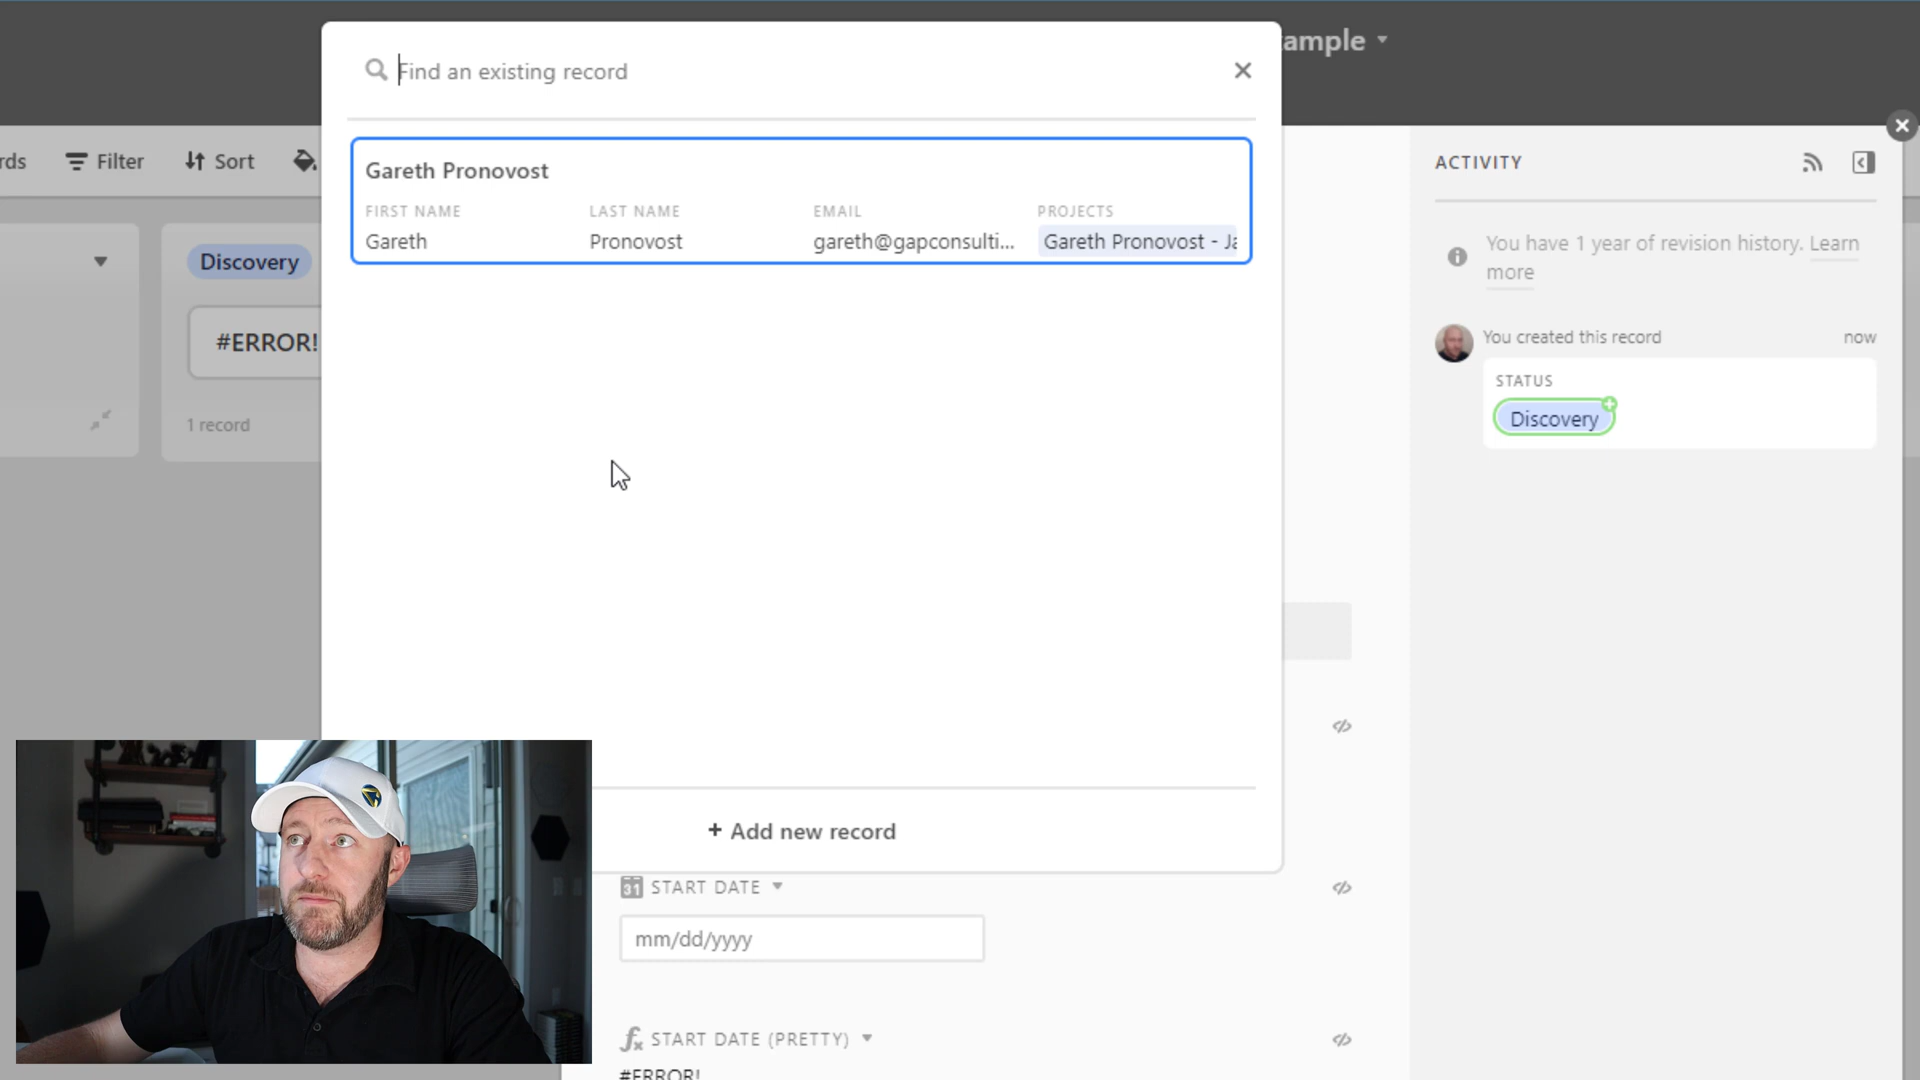 Find an existing record
ample
rds
Filter
Sort
Discovery
#ERROR!
1 record
Gareth Pronovost
FIRST NAME
LAST NAME
EMAIL
PROJECTS
Gareth
Pronovost
gareth@gapconsulti...
Gareth Pronovost - Ja
+ Add new record
31 START DATE
mm/dd/yyyy
fx START DATE (PRETTY)
#ERROR!
ACTIVITY
You have 1 year of revision history. Learn
more
You created this record
now
STATUS
Discovery